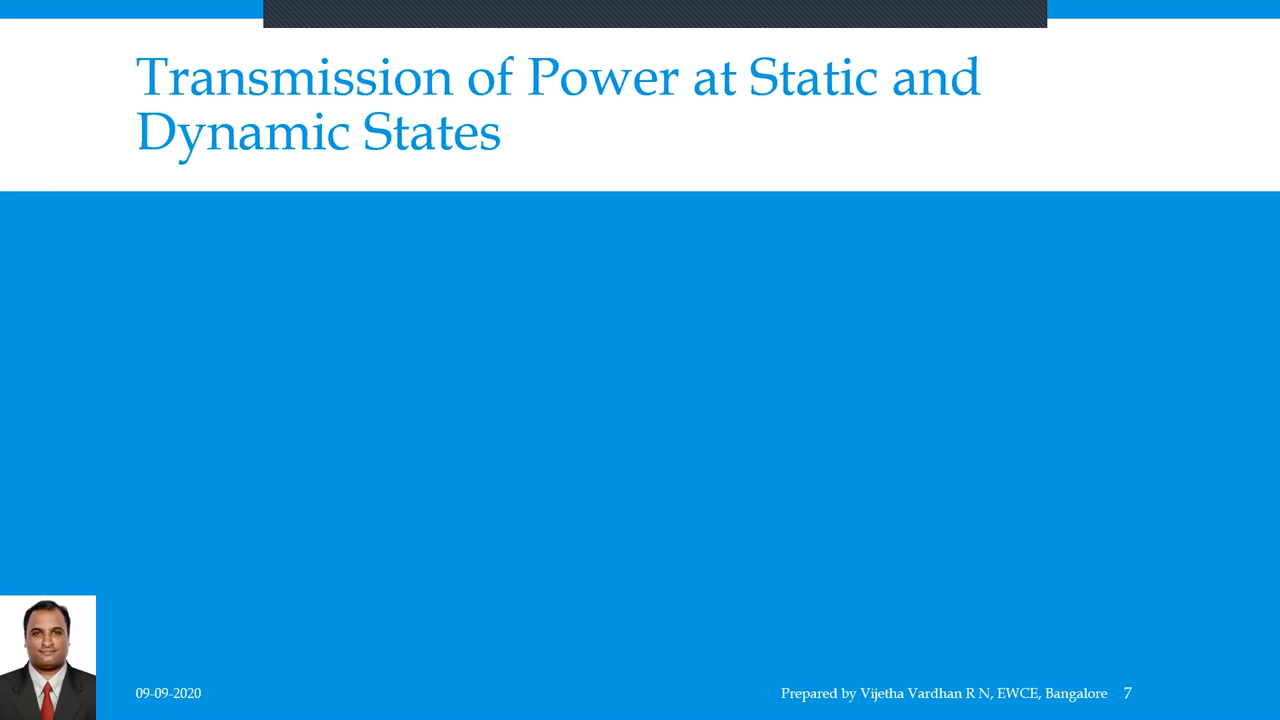 Transmission of Power at Static and
Dynamic States
09-09-2020
Prepared by Vijetha Vardhan R N, EWCE, Bangalore 7